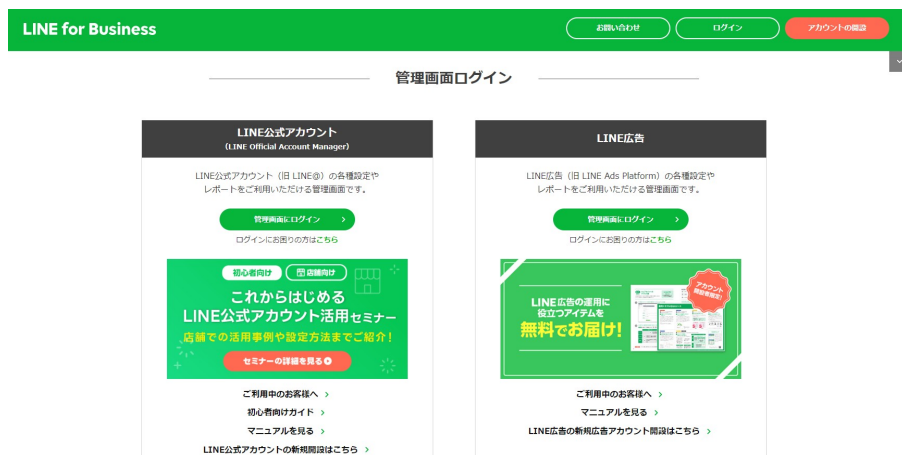 LINE for Business
お問い合わせ
ログイン
アカウントの開設
管理画面ログイン
LINE公式アカウント
(LINE Official Account Manager)
LINE公式アカウント（旧 LINE@）の各種設定や
レポートをご利用いただける管理画面です。
管理画面にログイン
ログインにお困りの方はこちら
初心者向け 店舗向け
これからはじめる
LINE公式アカウント活用セミナー
店舗での活用事例や設定方法までご紹介！
セミナーの詳細を見る
ご利用中のお客様へ
初心者向けガイド
マニュアルを見る
LINE公式アカウントの新規開設はこちら
LINE広告
LINE広告（旧 LINE Ads Platform）の各種設定や
レポートをご利用いただける管理画面です。
管理画面にログイン
ログインにお困りの方はこちら
LINE広告の運用に
役立つアイテムを
無料でお届け!
アカウント
開設者限定!
ご利用中のお客様へ
マニュアルを見る
LINE広告の新規広告アカウント開設はこちら